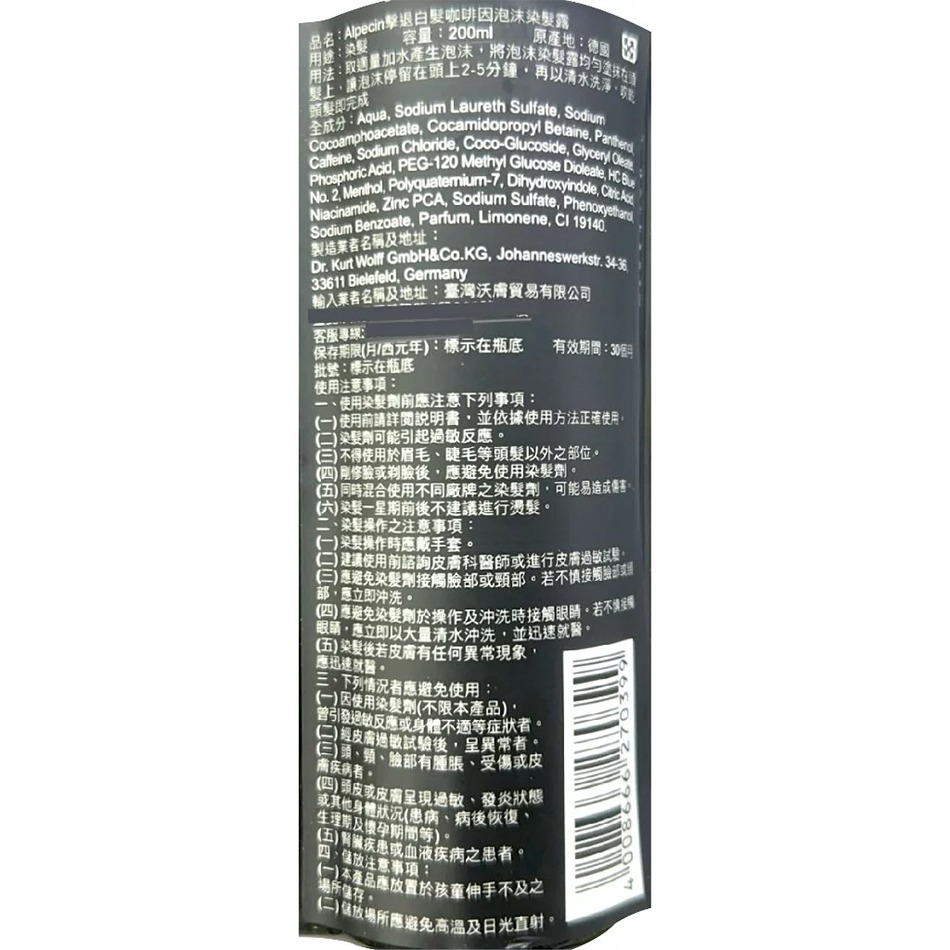 品名：Alpecin擊退白髮咖啡因泡沫染髮露
用途：染髮 容量：200ml 原產地：德國
用法：取適量加水產生泡沫，將泡沫染髮露均勻塗抹在頭
髮上、讓泡沫停留在頭上2-5分鐘，再以清水洗淨，吹乾
頭髮即完成
全成分：Aqua, Sodium Laureth Sulfate, Sodium
Cocoamphoacetate, Cocamidopropyl Betaine, Panthenol,
Caffeine, Sodium Chloride, Coco-Glucoside, Glyceryl Oleate,
Phosphoric Acid, PEG-120 Methyl Glucose Dioleate, HC Blue
No. 2, Menthol, Polyquaternium-7, Dihydroxyindole, Citric Acid,
Niacinamide, Zinc PCA, Sodium Sulfate, Phenoxyethanol,
Sodium Benzoate, Parfum, Limonene, CI 19140.
製造業者名稱及地址：
Dr. Kurt Wolff GmbH&Co.KG, Johanneswerkstr. 34-36,
33611 Bielefeld, Germany
輸入業者名稱及地址：臺灣沃膚貿易有限公司
客服專線:
保存期限(月/西元年)：標示在瓶底 有效期間：30個月
批號：標示在瓶底
使用注意事項：
一、使用染髮劑前應注意下列事項：
(一)使用前請詳閱說明書，並依據使用方法正確使用。
(二)染髮劑可能引起過敏反應。
(三)不得使用於眉毛、睫毛等頭髮以外之部位。
(四)剛修臉或剃臉後，應避免使用染髮劑。
(五)同時混合使用不同廠牌之染髮劑，可能易造成傷害。
(六)染髮一星期前後不建議進行燙髮。
二、染髮操作之注意事項：
(一)染髮操作時應戴手套。
(二)建議使用前諮詢皮膚科醫師或進行皮膚過敏試驗。
(三)應避免染髮劑接觸臉部或頸部。若不慎接觸臉部或頸
部，應立即沖洗。
(四)應避免染髮劑於操作及沖洗時接觸眼睛。若不慎接觸
眼睛，應立即以大量清水沖洗，並迅速就醫。
(五)染髮後若皮膚有任何異常現象，
應迅速就醫。
三、下列情況者應避免使用：
(一)因使用染髮劑(不限本產品)，
曾引發過敏反應或身體不適等症狀者。
(二)經皮膚過敏試驗後，呈異常者。
(三)頭、頸、臉部有腫脹、受傷或皮
膚疾病者。
(四)頭皮或皮膚呈現過敏、發炎狀態
或其他身體狀況(患病、病後恢復、
生理期及懷孕期間等)。
(五)腎臟疾患或血液疾病之患者。
四、儲放注意事項：
(一)本產品應放置於孩童伸手不及之
場所儲存。
(二)儲放場所應避免高溫及日光直射。
4 008666 270399